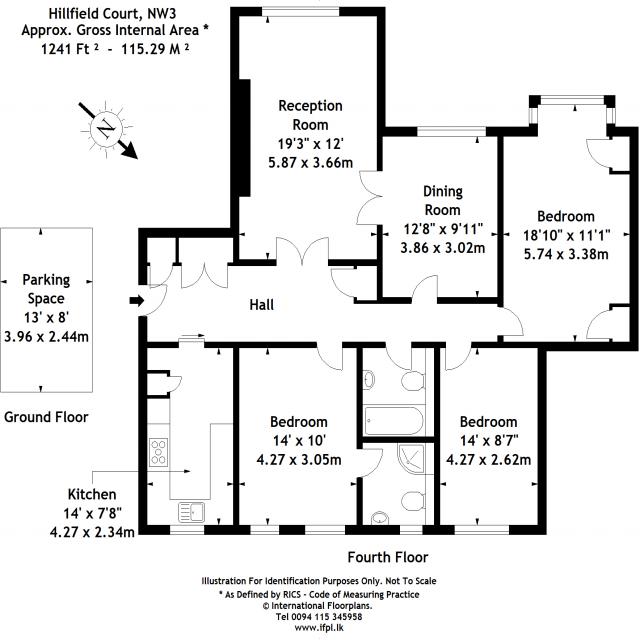 Hillfield Court, NW3
Approx. Gross Internal Area *
1241 Ft ² - 115.29 M ²
N
Reception
Room
19'3" x 12'
5.87 x 3.66m
Dining
Room
12'8" x 9'11"
3.86 x 3.02m
Bedroom
18'10" x 11'1"
5.74 x 3.38m
Parking
Space
13' x 8'
3.96 x 2.44m
Ground Floor
Hall
Bedroom
14' x 10'
4.27 x 3.05m
Bedroom
14' x 8'7"
4.27 x 2.62m
Kitchen
14' x 7'8"
4.27 x 2.34m
Fourth Floor
Illustration For Identification Purposes Only. Not To Scale
* As Defined by RICS - Code of Measuring Practice
© International Floorplans.
Tel 0094 115 345958
www.ifpl.lk